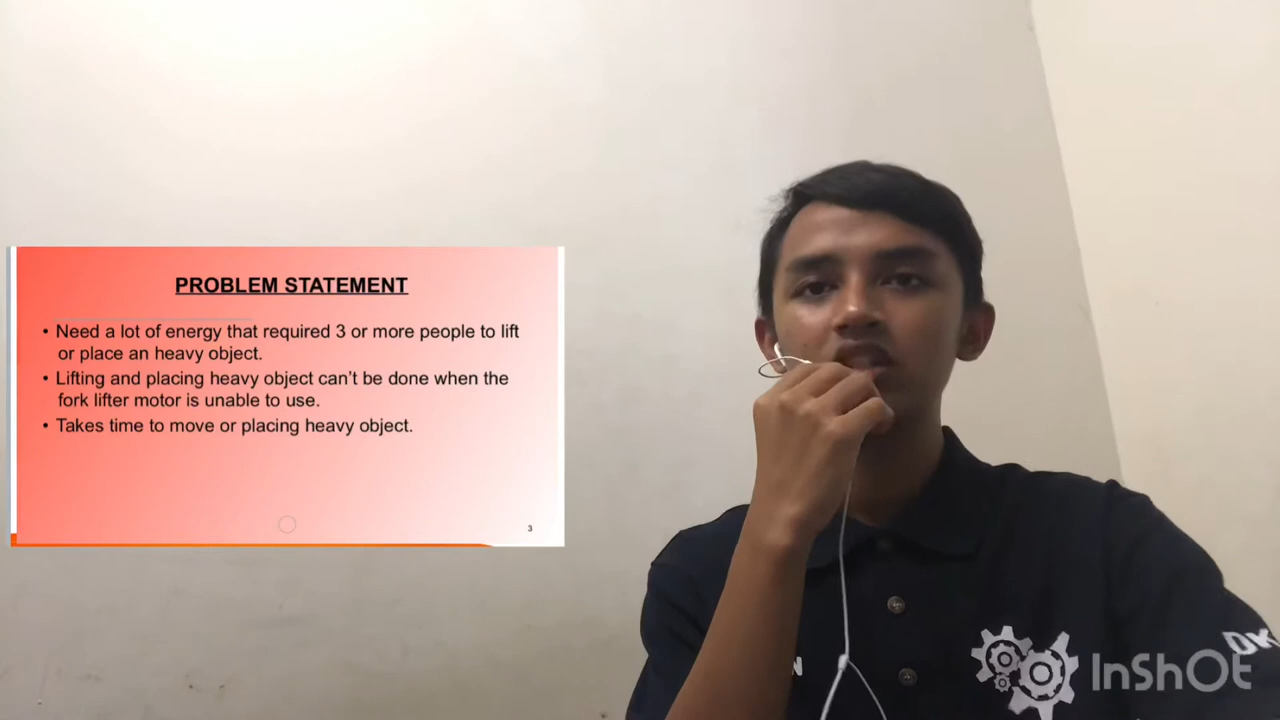 PROBLEM STATEMENT
• Need a lot of energy that required 3 or more people to lift
or place an heavy object.
• Lifting and placing heavy object can't be done when the
fork lifter motor is unable to use.
• Takes time to move or placing heavy object.
3
N
DK
InShOt